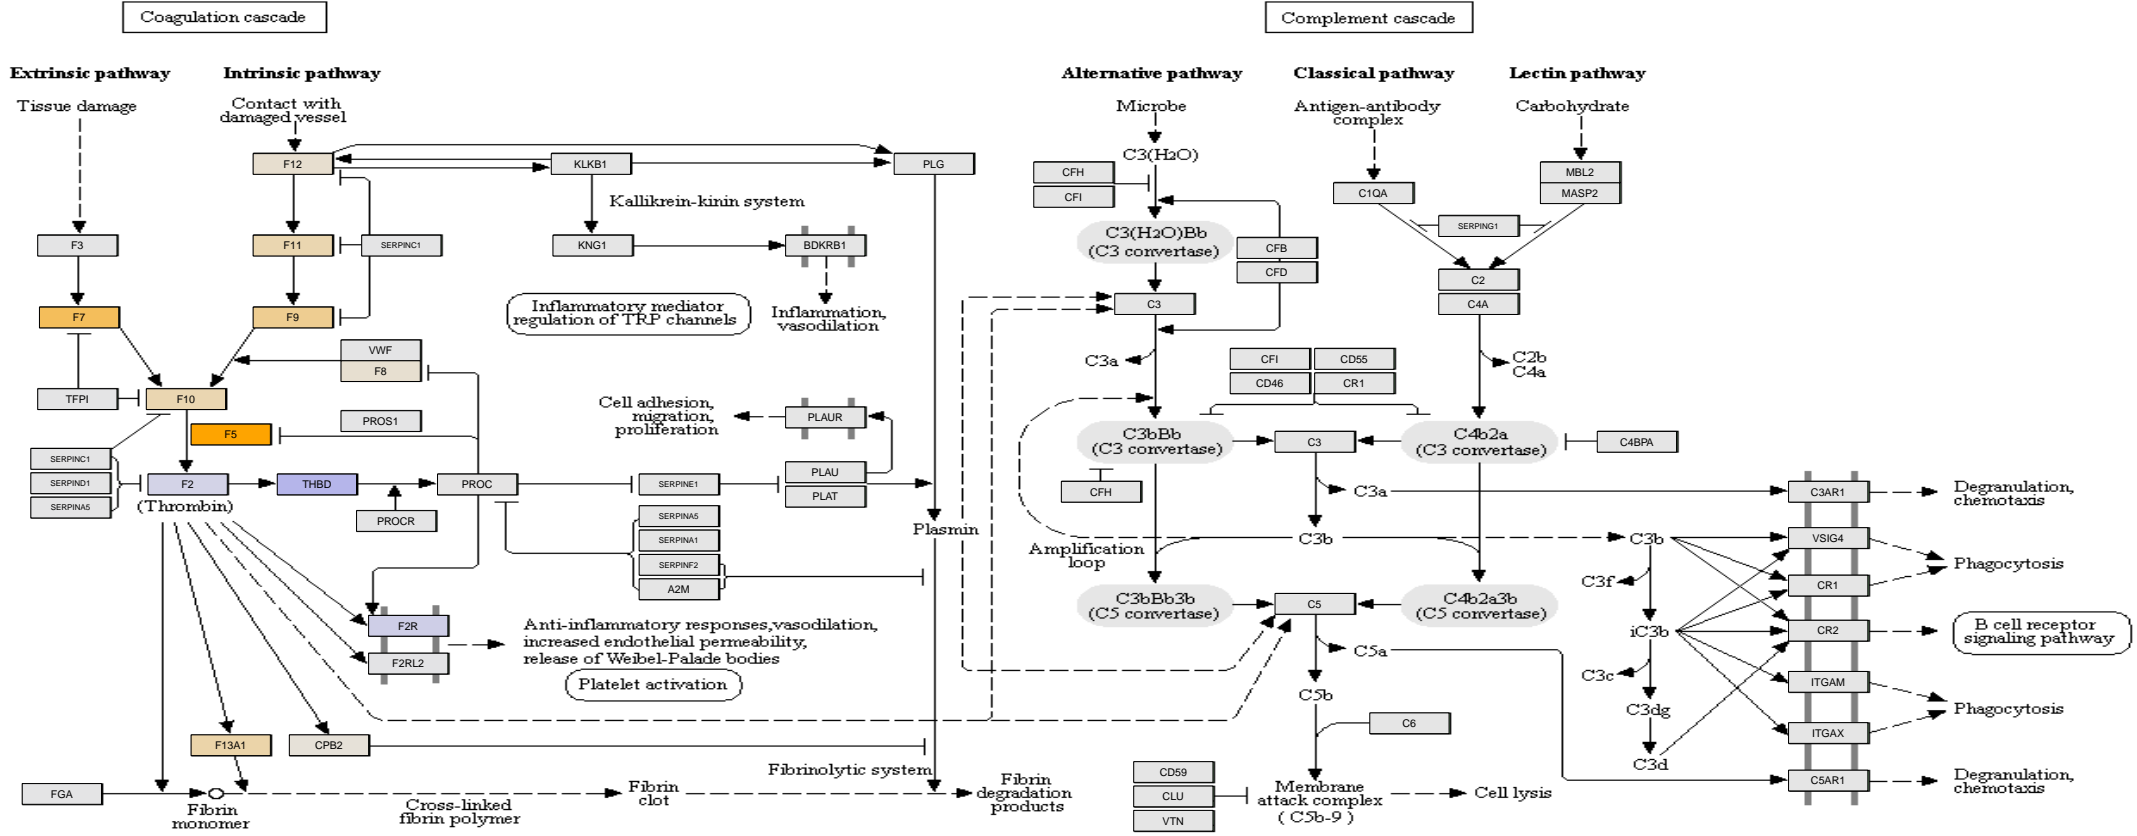 Coagulation cascade
Complement cascade
Extrinsic pathway
Intrinsic pathway
Alternative pathway
Classical pathway
Lectin pathway
Tissue damage
Contact with
damaged vessel
Microbe
Antigen-antibody
complex
Carbohydrate
F12
KLKB1
PLG
C3(H2O)
CFH
CFI
C1QA
MBL2
MASP2
Kallikrein-kinin system
SERPING1
F3
F11
SERPINC1
KNG1
BDKRB1
C3(H2O)Bb
(C3 convertase)
CFB
CFD
C2
C4A
F7
F9
Inflammatory mediator
regulation of TRP channels
Inflammation,
vasodilation
C3
VWF
F8
C3a
CFI
CD55
CD46
CR1
C2b
C4a
TFPI
F10
PROS1
Cell adhesion,
migration,
proliferation
PLAUR
F5
C3bBb
(C3 convertase)
C3
C4b2a
(C3 convertase)
C4BPA
SERPINC1
SERPIND1
SERPINA5
F2
(Thrombin)
THBD
PROC
PROCR
SERPINE1
PLAU
PLAT
CFH
C3a
C3AR1
Degranulation,
chemotaxis
SERPINA5
SERPINA1
SERPINF2
A2M
Plasmin
Amplification
loop
C3b
C3b
VSIG4
Phagocytosis
C3f
CR1
C3bBb3b
(C5 convertase)
C5
C4b2a3b
(C5 convertase)
F2R
F2RL2
Anti-inflammatory responses,vasodilation,
increased endothelial permeability,
release of Weibel-Palade bodies
Platelet activation
iC3b
CR2
B cell receptor
signaling pathway
C5a
C3c
ITGAM
C5b
C3dg
Phagocytosis
C6
ITGAX
F13A1
CPB2
C3d
Fibrinolytic system
CD59
CLU
VTN
C5AR1
Degranulation,
chemotaxis
FGA
Fibrin
monomer
Cross-linked
fibrin polymer
Fibrin
clot
Fibrin
degradation
products
Membrane
attack complex
( C5b-9 )
Cell lysis